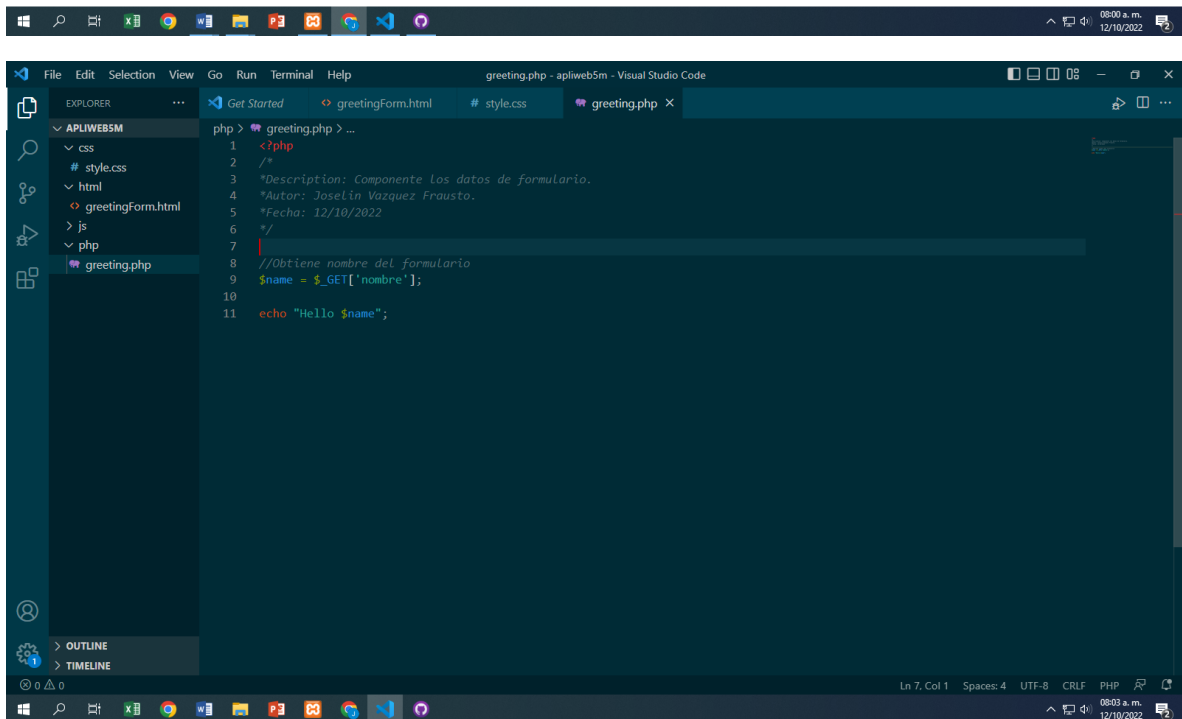 08:00 a. m.
12/10/2022
2
File Edit Selection View Go Run Terminal Help
greeting.php - apliweb5m - Visual Studio Code
EXPLORER
Get Started
greetingForm.html
# style.css
greeting.php
APLIWEB5M
css
# style.css
html
greetingForm.html
js
php
greeting.php
php > greeting.php > ...
1 <?php
2 /*
3 *Description: Componente los datos de formulario.
4 *Autor: Joselin Vazquez Frausto.
5 *Fecha: 12/10/2022
6 */
7
8 //Obtiene nombre del formulario
9 $name = $_GET['nombre'];
10
11 echo "Hello $name";
1
OUTLINE
TIMELINE
0 0
Ln 7, Col 1 Spaces: 4 UTF-8 CRLF PHP
08:03 a. m.
12/10/2022
2